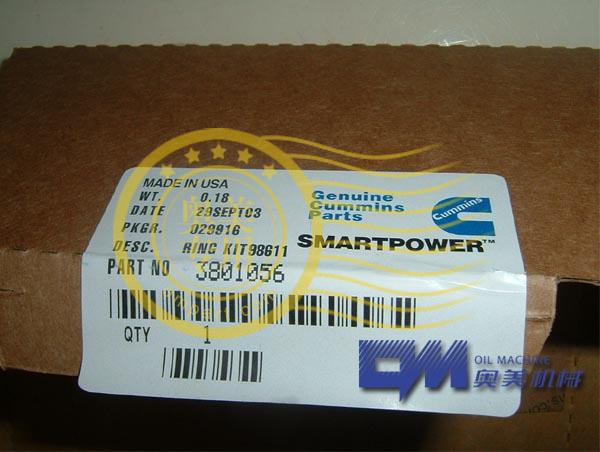 MADE IN USA
WT. 0.18
DATE 29SEPT03
PKGR. 029916
DESC. RING KIT98611
PART NO 3801056
QTY 1
Genuine
Cummins
Parts
Cummins
SMARTPOWER™
OIL MACHINE
奥美机械